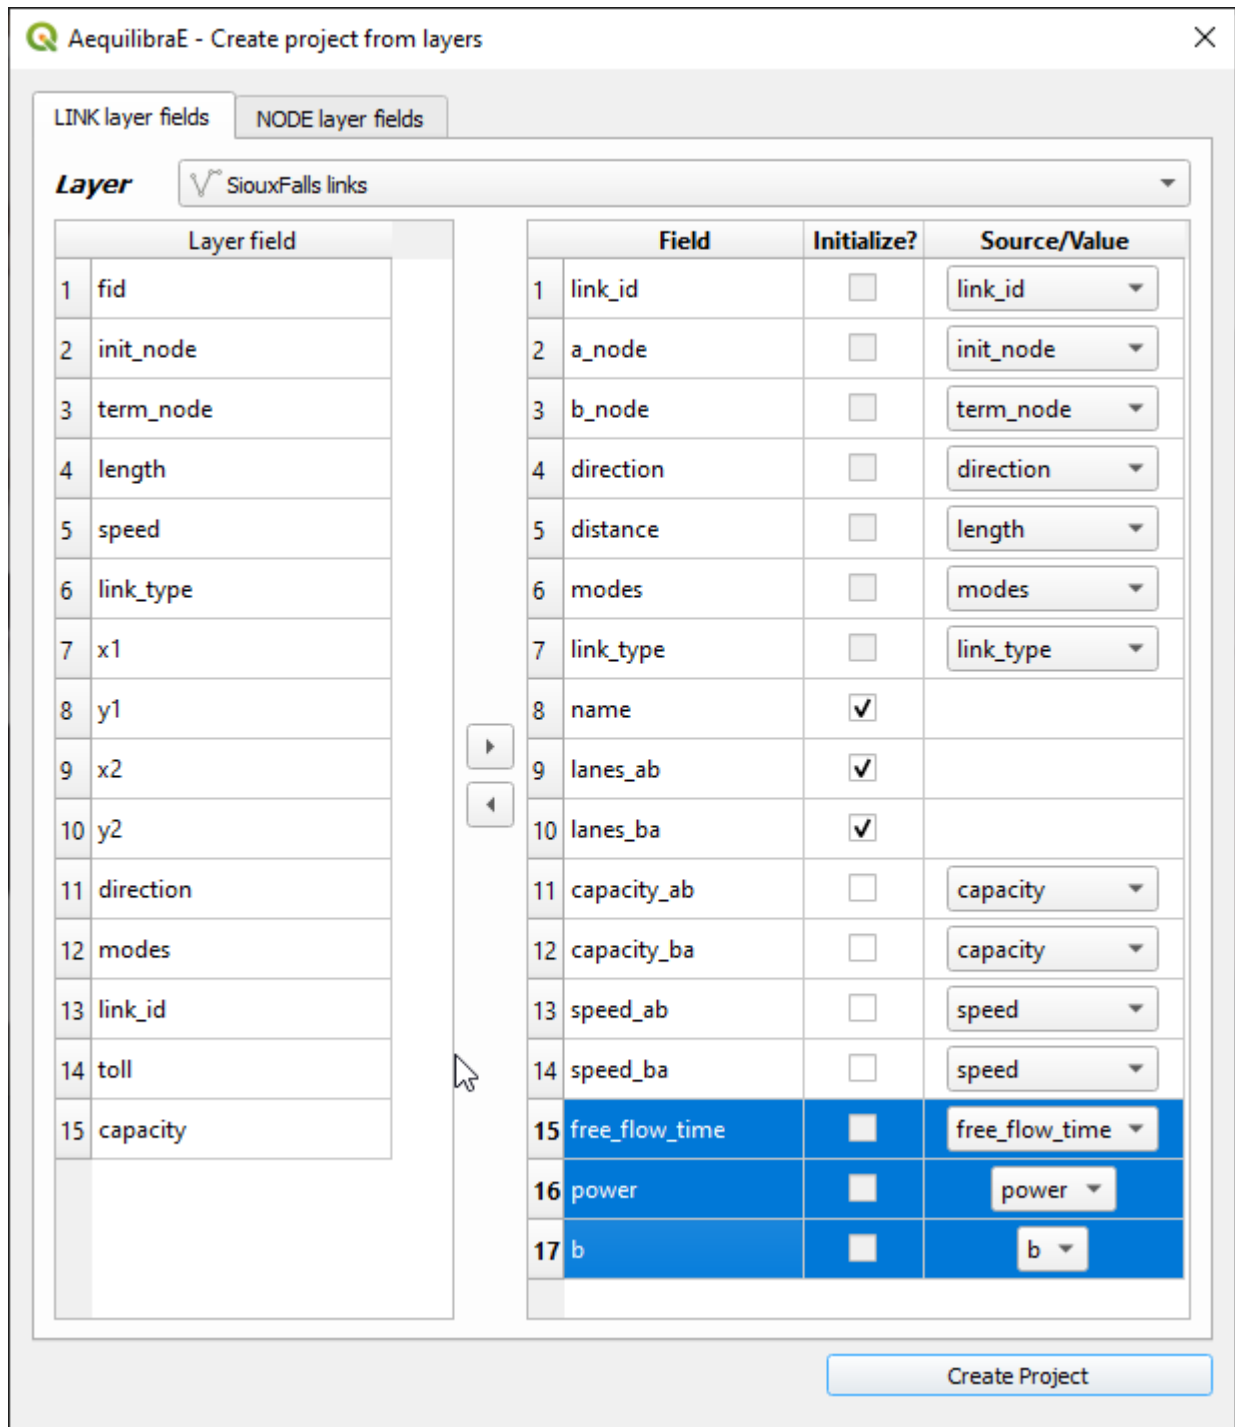 AequilibraE - Create project from layers
LINK layer fields NODE layer fields
Layer SiouxFalls links
Layer field
1 fid
2 init_node
3 term_node
4 length
5 speed
6 link_type
7 x1
8 y1
9 x2
10 y2
11 direction
12 modes
13 link_id
14 toll
15 capacity
Field Initialize? Source/Value
1 link_id link_id
2 a_node init_node
3 b_node term_node
4 direction direction
5 distance length
6 modes modes
7 link_type link_type
8 name
9 lanes_ab
10 lanes_ba
11 capacity_ab capacity
12 capacity_ba capacity
13 speed_ab speed
14 speed_ba speed
15 free_flow_time free_flow_time
16 power power
17 b b
Create Project